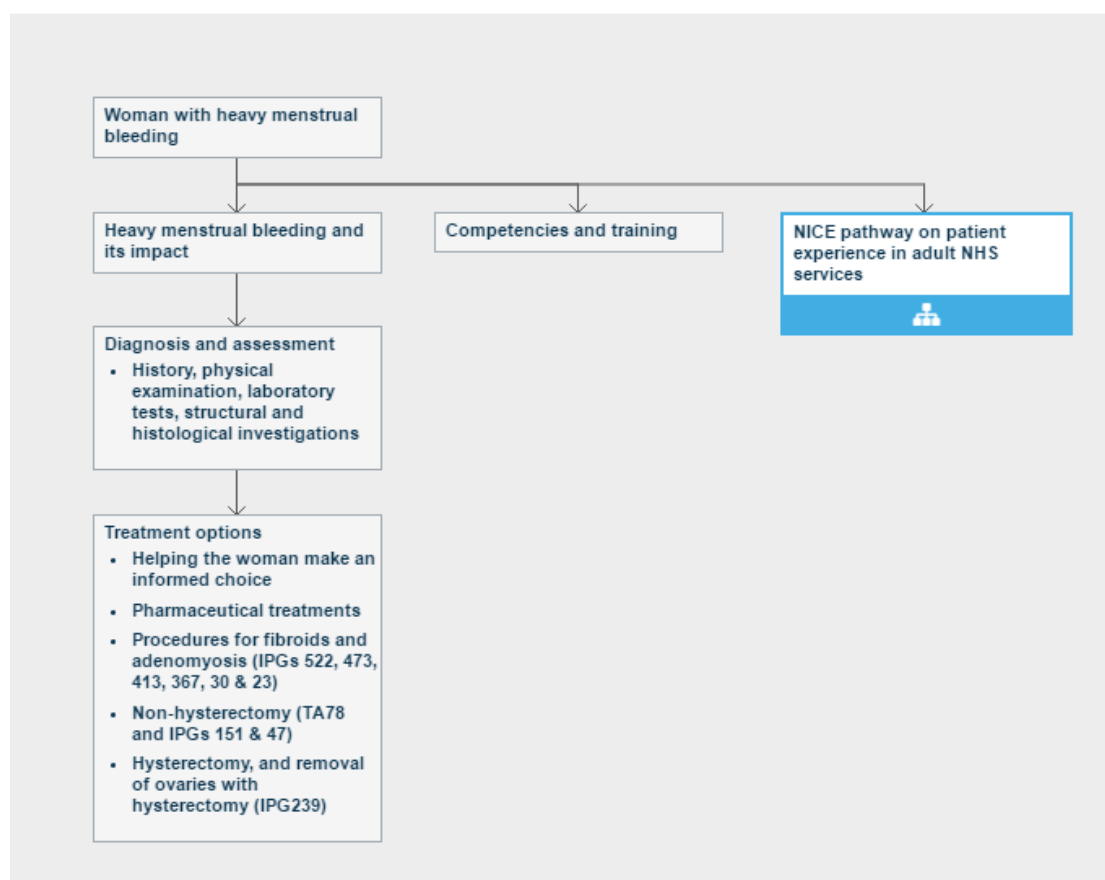 Woman with heavy menstrual
bleeding
Heavy menstrual bleeding and
its impact
Competencies and training
NICE pathway on patient
experience in adult NHS
services
Diagnosis and assessment
• History, physical
examination, laboratory
tests, structural and
histological investigations
Treatment options
• Helping the woman make an
informed choice
• Pharmaceutical treatments
• Procedures for fibroids and
adenomyosis (IPGs 522, 473,
413, 367, 30 & 23)
• Non-hysterectomy (TA78
and IPGs 151 & 47)
• Hysterectomy, and removal
of ovaries with
hysterectomy (IPG239)